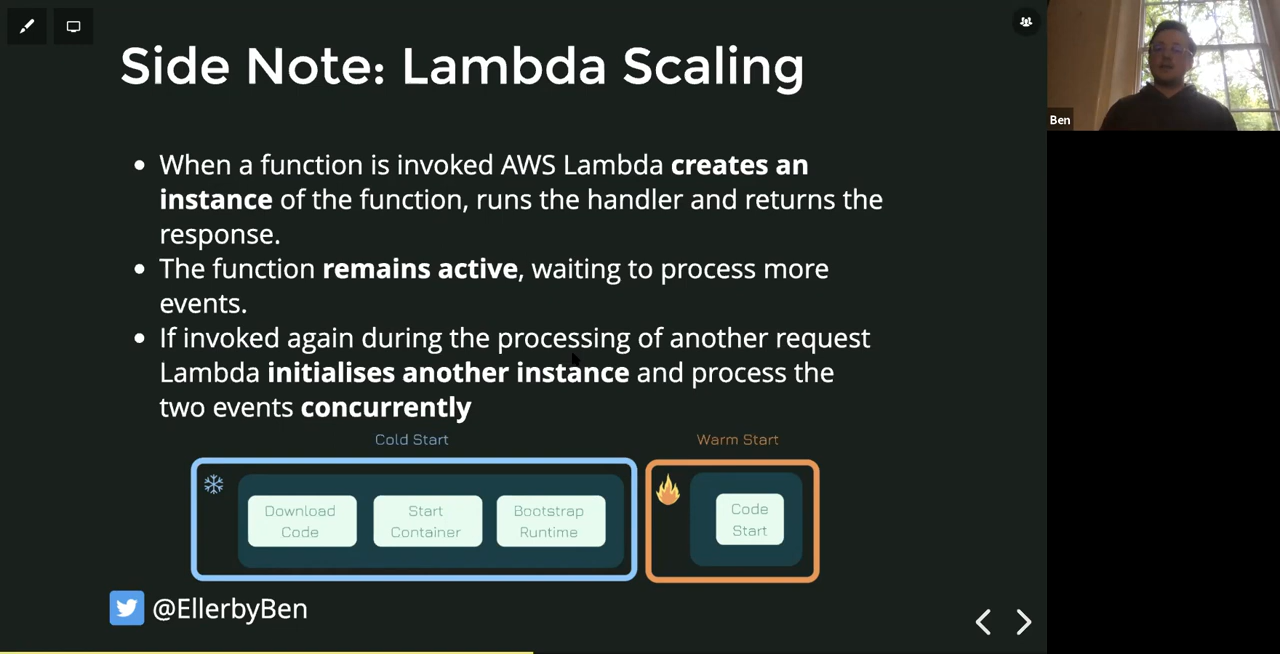 Side Note: Lambda Scaling
Ben
When a function is invoked AWS Lambda creates an
instance of the function, runs the handler and returns the
response.
The function remains active, waiting to process more
events.
If invoked again during the processing of another request
Lambda initialises another instance and process the
two events concurrently
Cold Start
Warm Start
Download
Code
Start
Container
Bootstrap
Runtime
Code
Start
@EllerbyBen